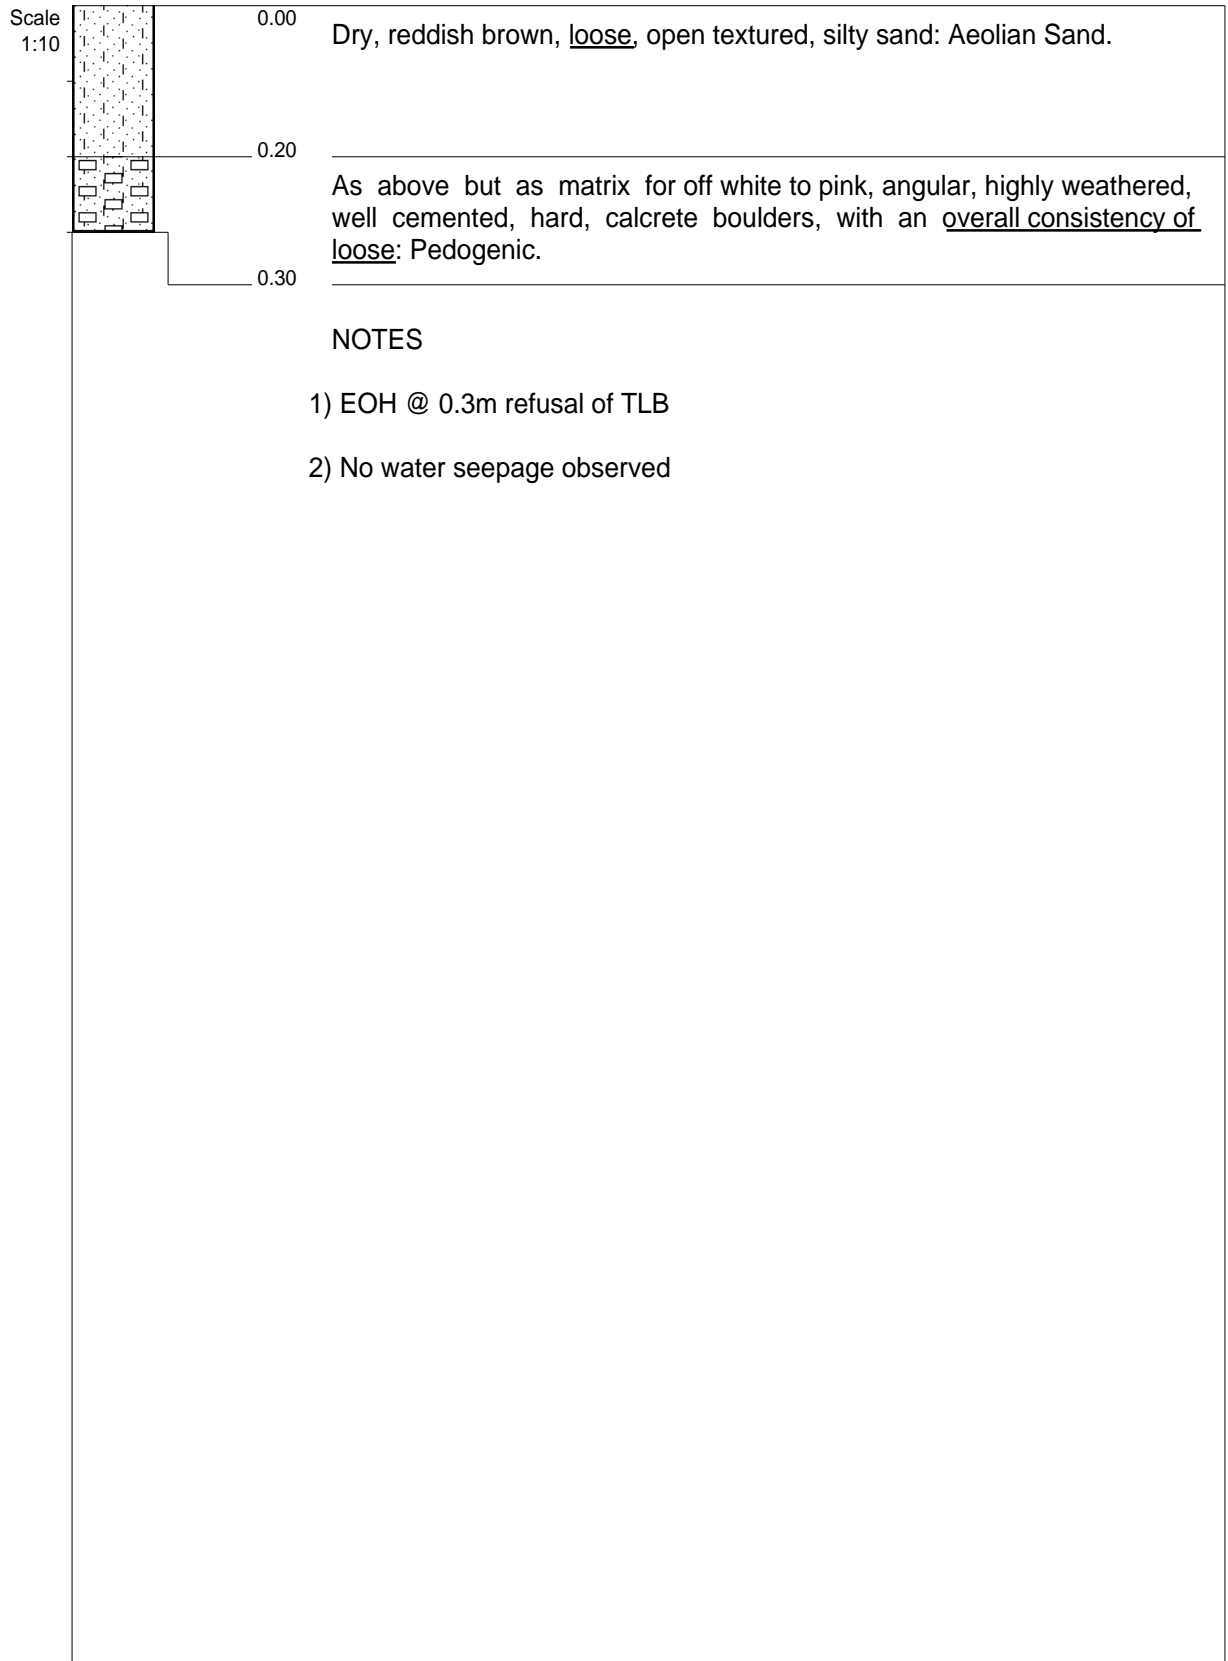 Scale
1:10
0.00
Dry, reddish brown, loose, open textured, silty sand: Aeolian Sand.
0.20
As above but as matrix for off white to pink, angular, highly weathered,
well cemented, hard, calcrete boulders, with an overall consistency of
loose: Pedogenic.
0.30
NOTES
1) EOH @ 0.3m refusal of TLB
2) No water seepage observed